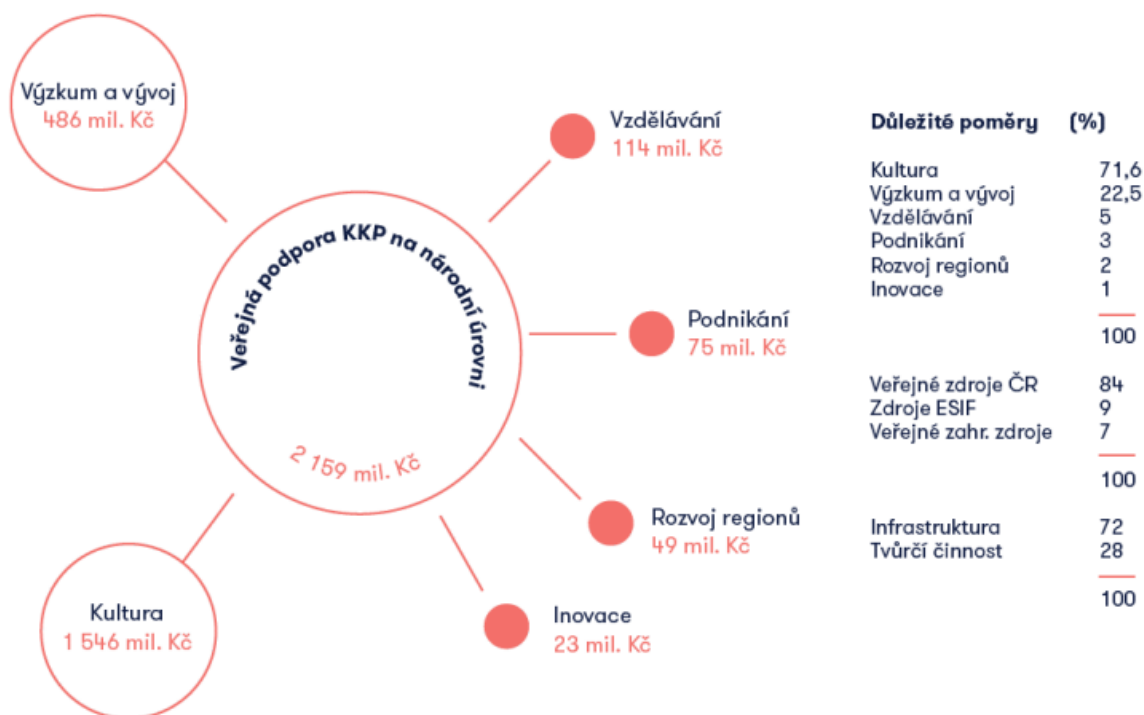 Výzkum a vývoj
486 mil. Kč
Vzdělávání
114 mil. Kč
Veřejná podpora KKP na národní úrovni
2 159 mil. Kč
Podnikání
75 mil. Kč
Rozvoj regionů
49 mil. Kč
Inovace
23 mil. Kč
Kultura
1 546 mil. Kč
Důležité poměry (%)
Kultura 71,6
Výzkum a vývoj 22,5
Vzdělávání 5
Podnikání 3
Rozvoj regionů 2
Inovace 1
100
Veřejné zdroje ČR 84
Zdroje ESIF 9
Veřejné zahr. zdroje 7
100
Infrastruktura 72
Tvůrčí činnost 28
100